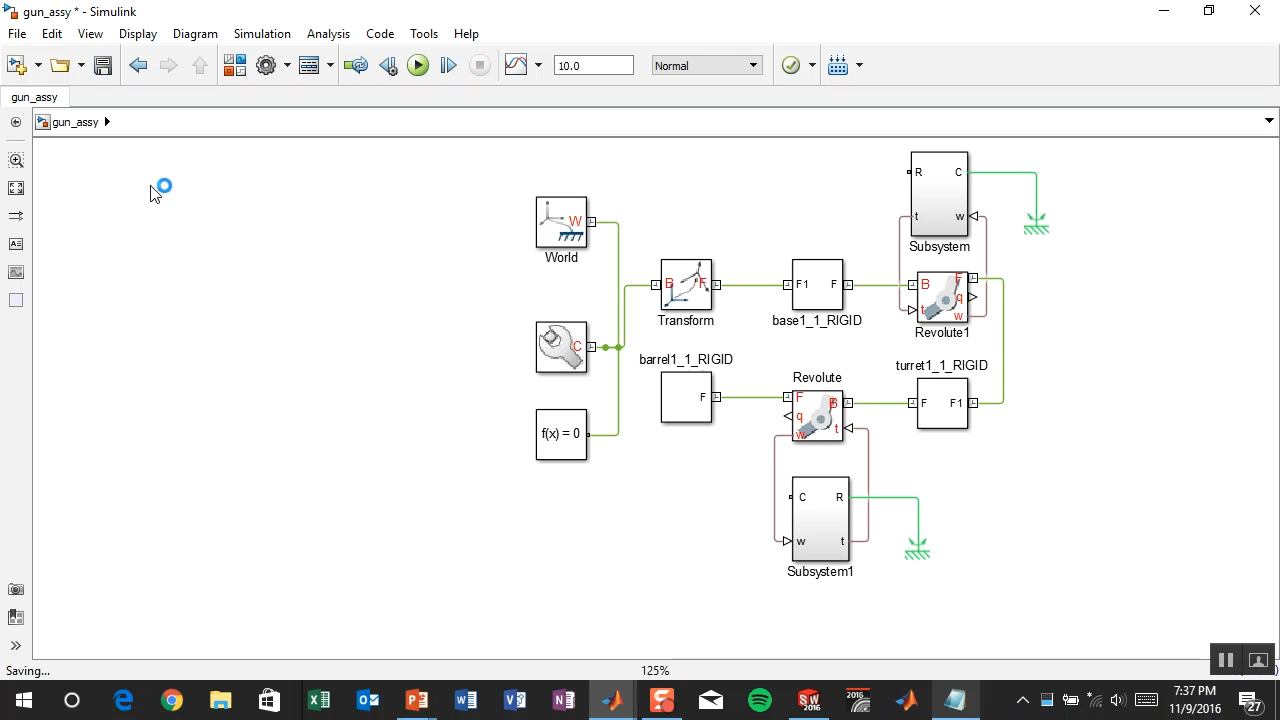 gun_assy * - Simulink
File Edit View Display Diagram Simulation Analysis Code Tools Help
10.0 Normal
gun_assy
gun_assy
R C
t w
Subsystem
W
World
B F
Transform
F1 F
base1_1_RIGID
B F
q
t w
Revolute1
C
barrel1_1_RIGID
F
Revolute
F B
q
w t
turret1_1_RIGID
F F1
f(x) = 0
C R
w t
Subsystem1
Saving...
125%
7:37 PM
11/9/2016
27